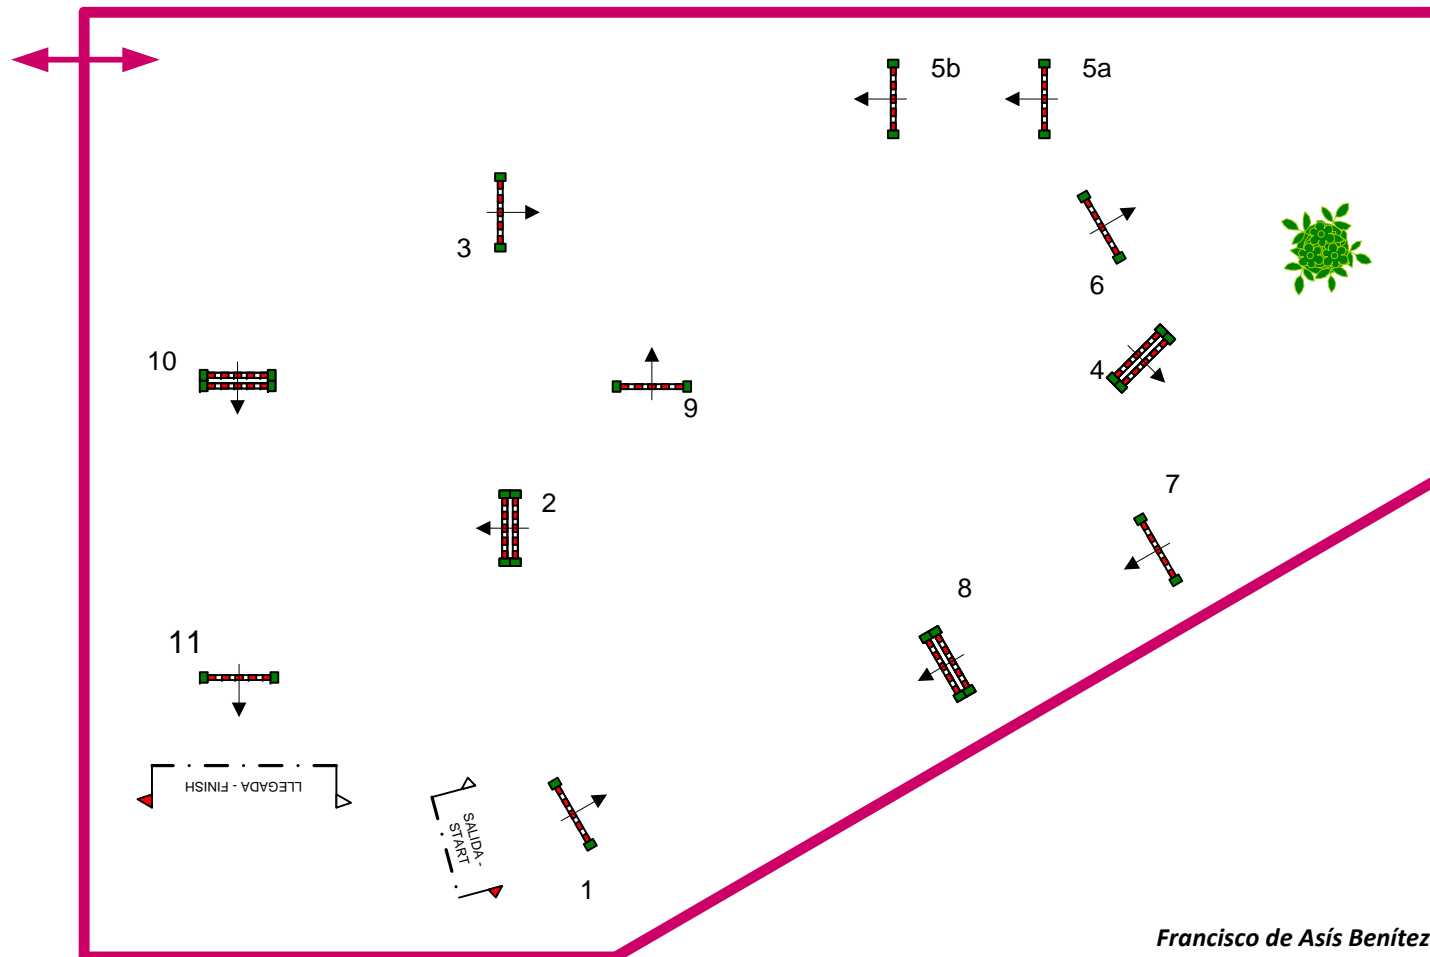 5b
5a
3
6
10
4
9
7
2
8
11
LLEGADA - FINISH
SALIDA -
START
1
Francisco de Asís Benítez